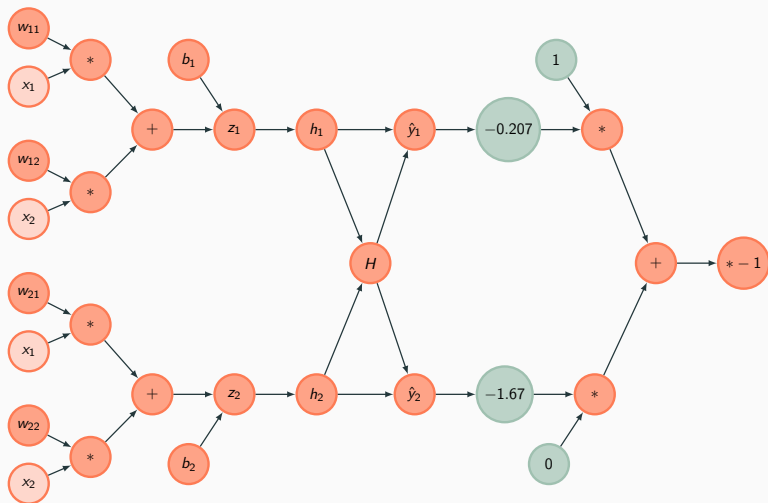 w₁₁
*
x₁
b₁
1
+
z₁
h₁
ŷ₁
−0.207
*
w₁₂
*
x₂
H
+
* − 1
w₂₁
*
x₁
+
z₂
h₂
ŷ₂
−1.67
*
w₂₂
*
x₂
b₂
0